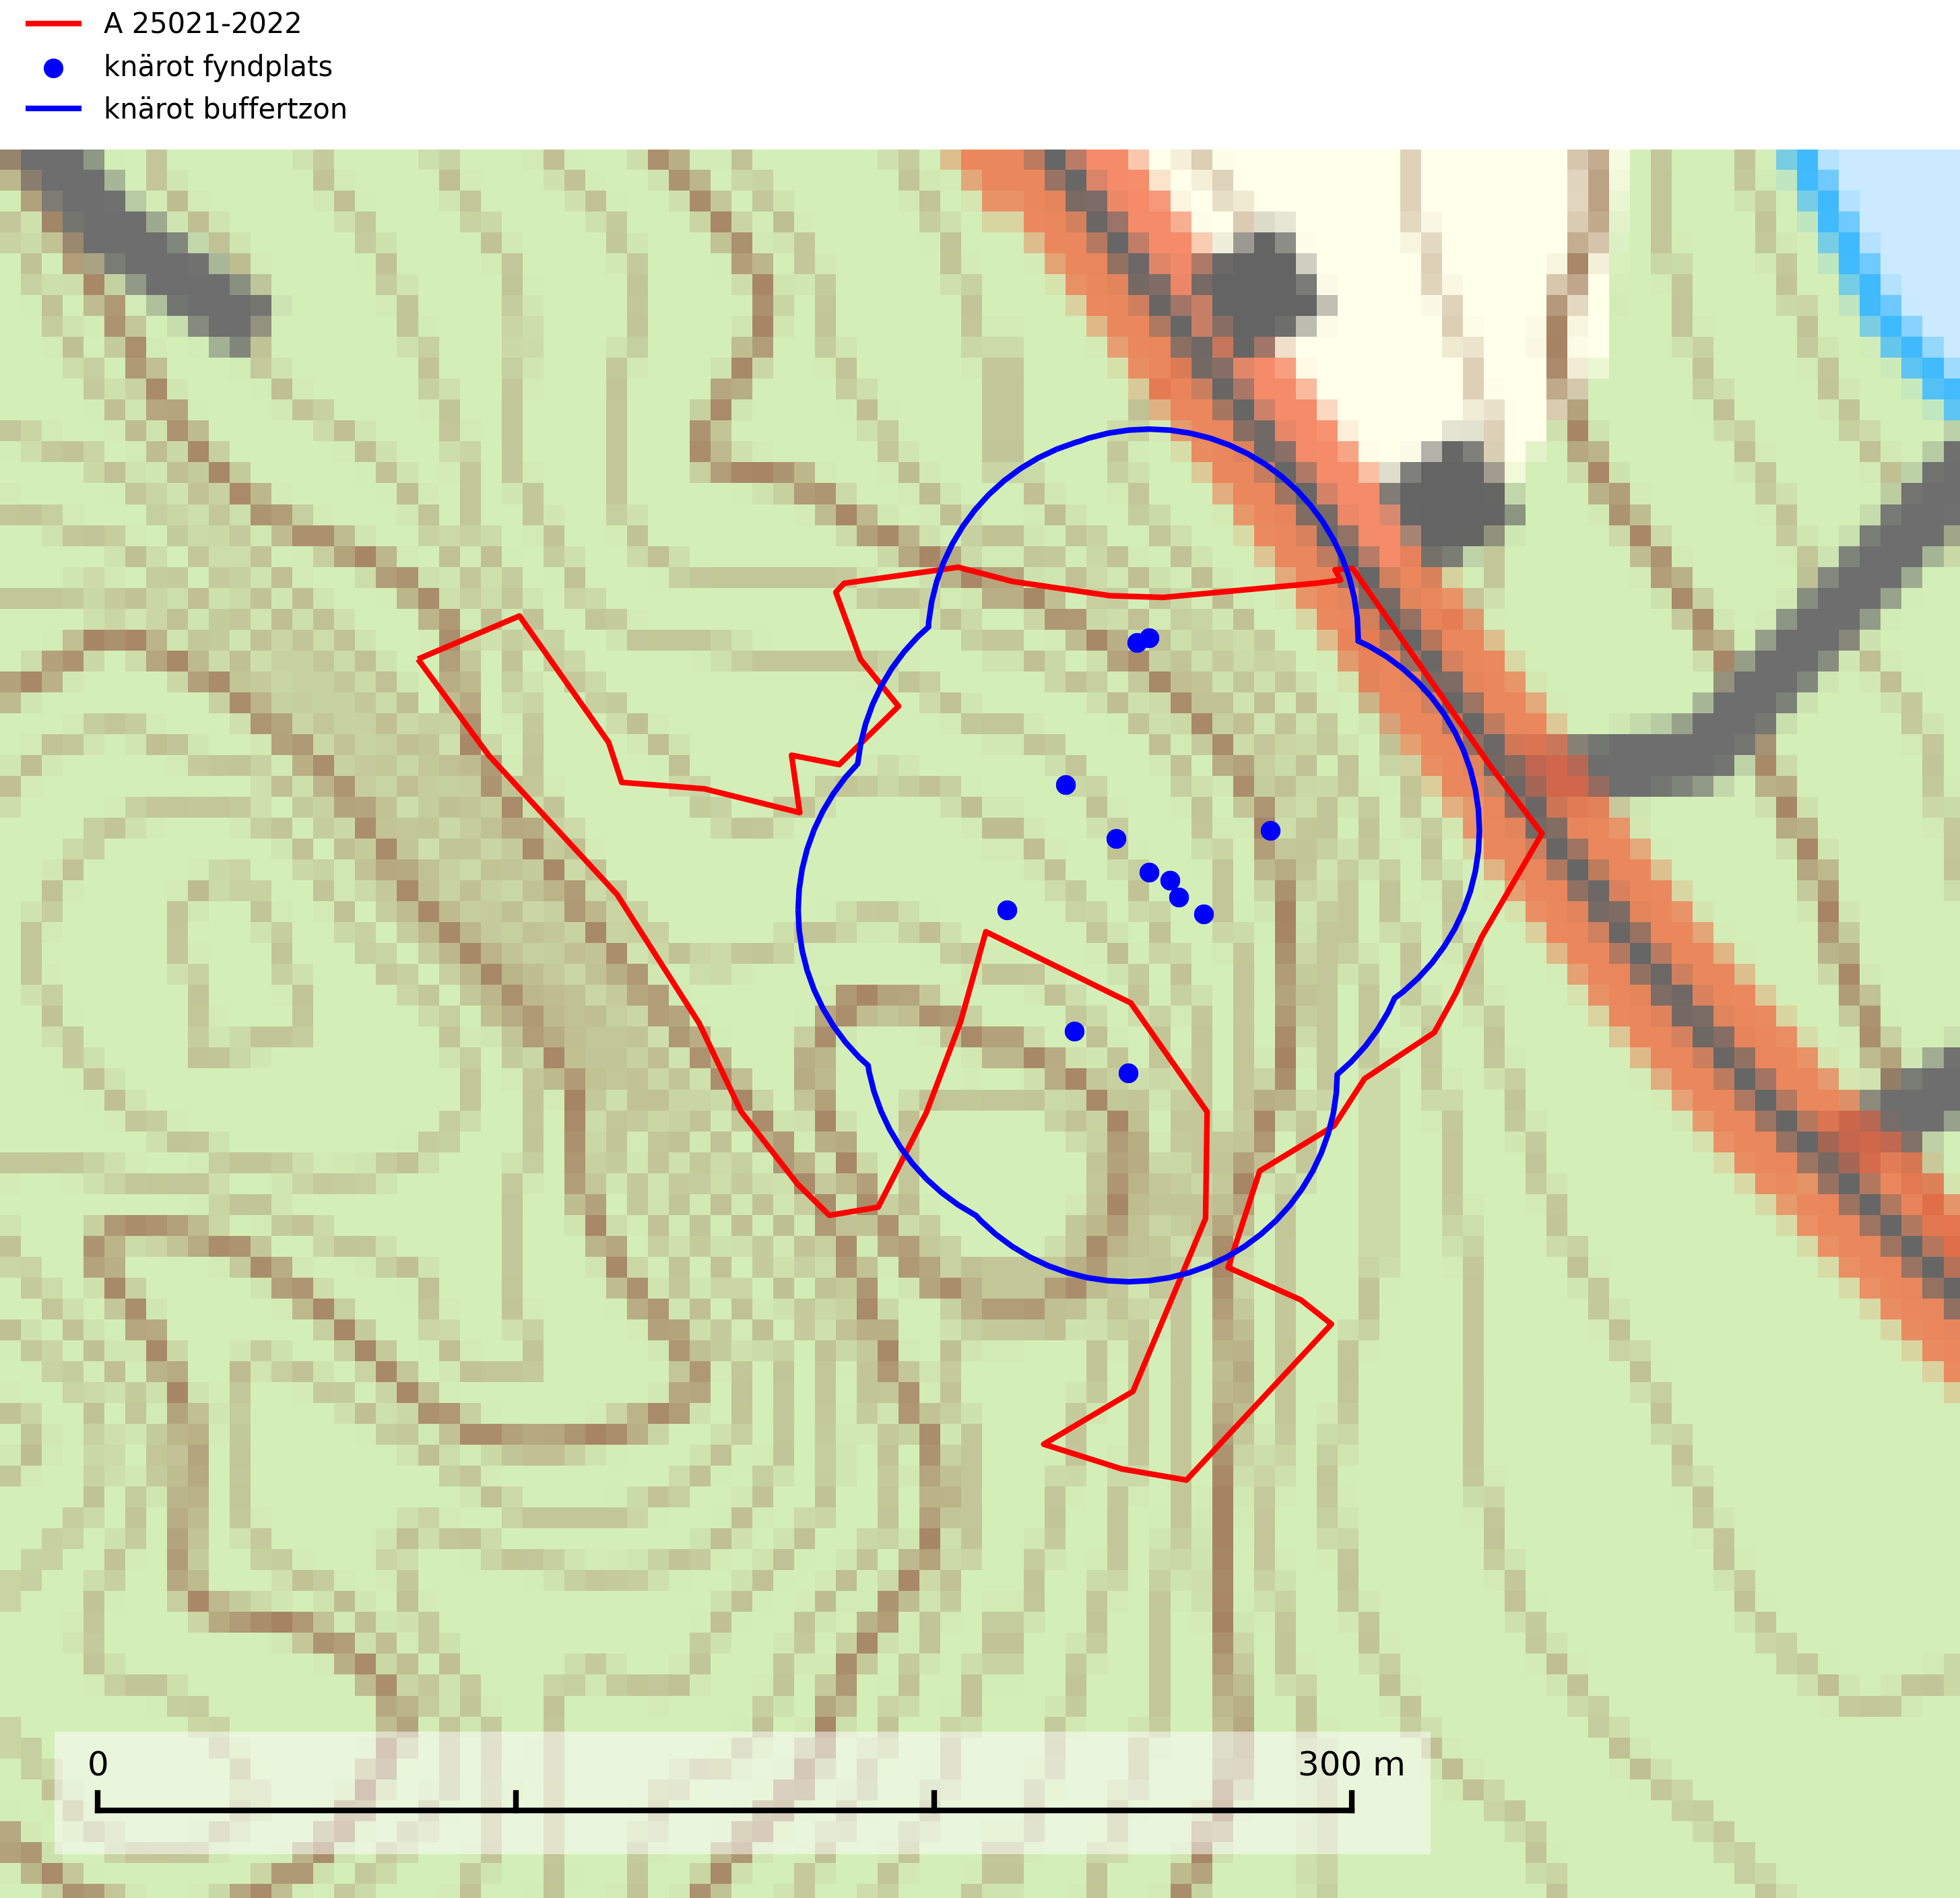 A 25021-2022
knärot fyndplats
knärot buffertzon
0
300 m